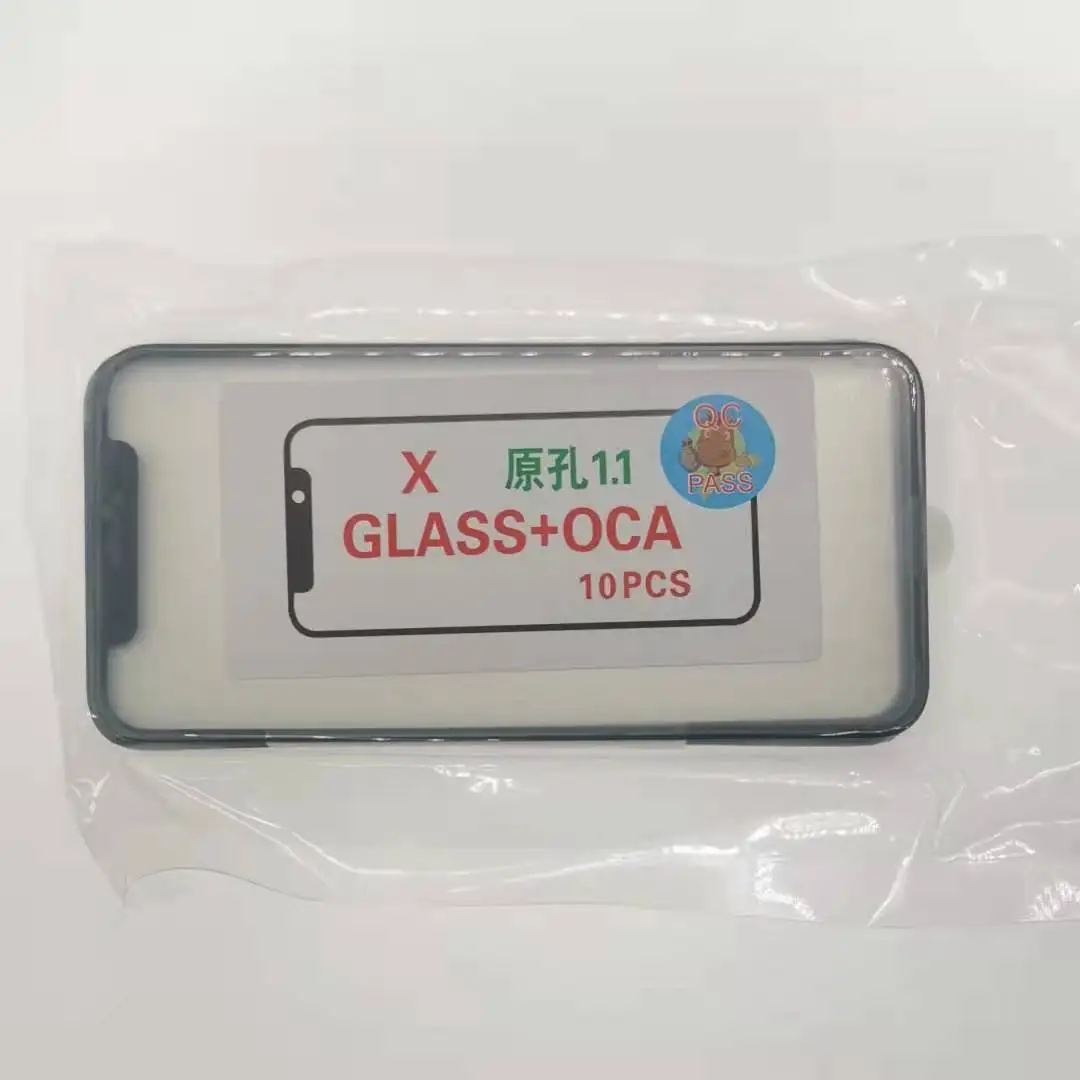 X 原孔1.1
GLASS+OCA
10PCS
QC
PASS